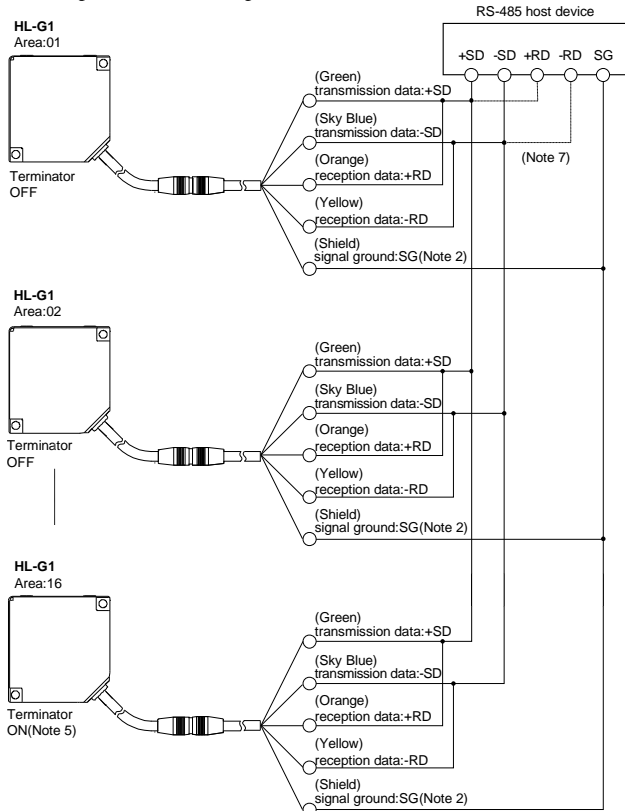 RS-485 host device
+SD -SD +RD -RD SG
(Note 7)
HL-G1
Area:01
Terminator
OFF
(Green)
transmission data:+SD
(Sky Blue)
transmission data:-SD
(Orange)
reception data:+RD
(Yellow)
reception data:-RD
(Shield)
signal ground:SG(Note 2)
HL-G1
Area:02
Terminator
OFF
(Green)
transmission data:+SD
(Sky Blue)
transmission data:-SD
(Orange)
reception data:+RD
(Yellow)
reception data:-RD
(Shield)
signal ground:SG(Note 2)
HL-G1
Area:16
Terminator
ON(Note 5)
(Green)
transmission data:+SD
(Sky Blue)
transmission data:-SD
(Orange)
reception data:+RD
(Yellow)
reception data:-RD
(Shield)
signal ground:SG(Note 2)